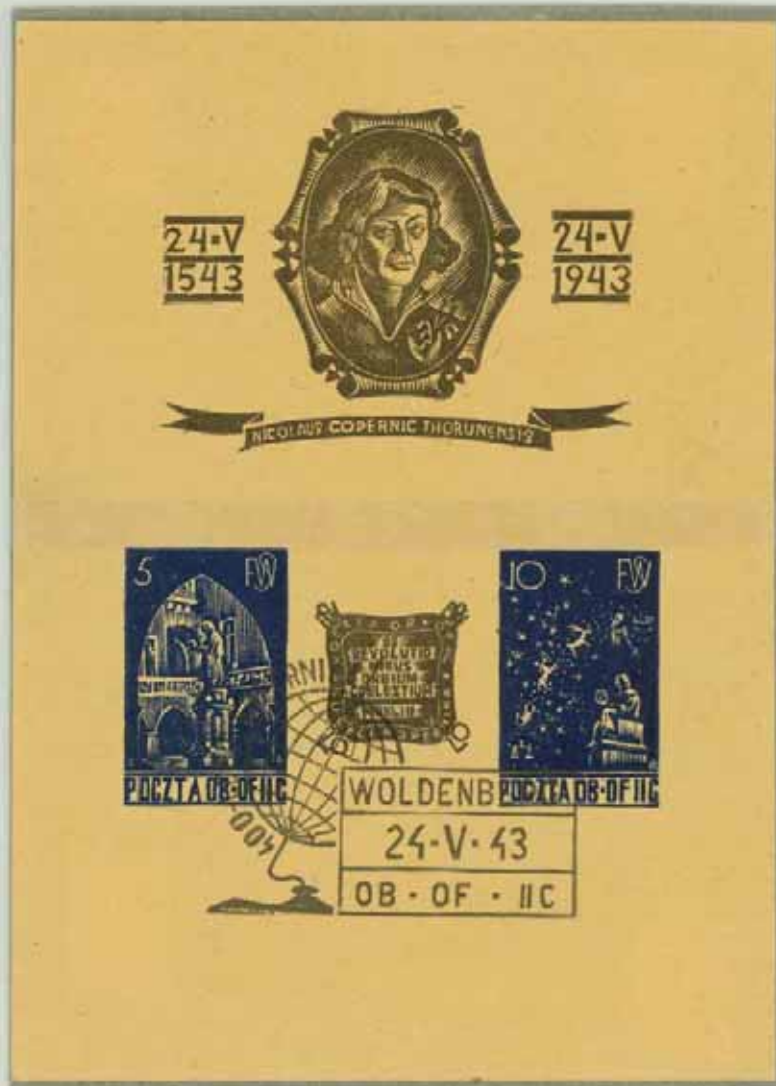 24·V
1543
24·V
1943
NICOLAUS COPERNIC THORUNENSIS
5 FW
10 FW
DE
REVOLUTIO
NIBUS
ORBIUM
COELESTIUM
POCZTA OB·OF IIC
POCZTA OB·OF IIC
400
WOLDENB
24·V·43
OB · OF · IIC